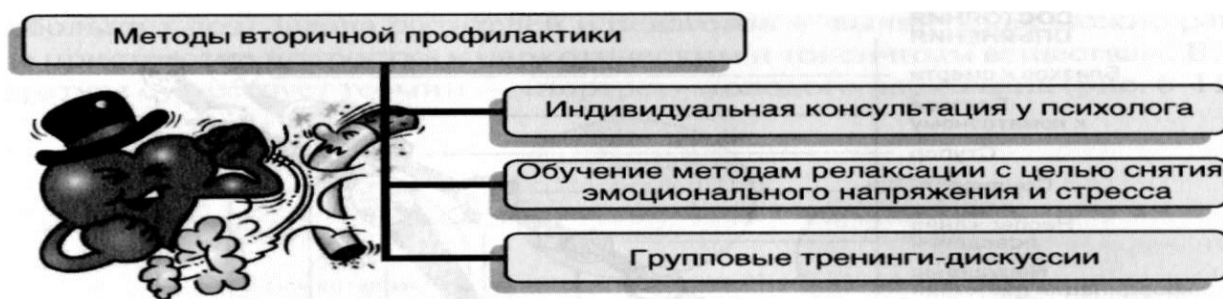 Методы вторичной профилактики
Индивидуальная консультация у психолога
Обучение методам релаксации с целью снятия
эмоционального напряжения и стресса
Групповые тренинги-дискуссии